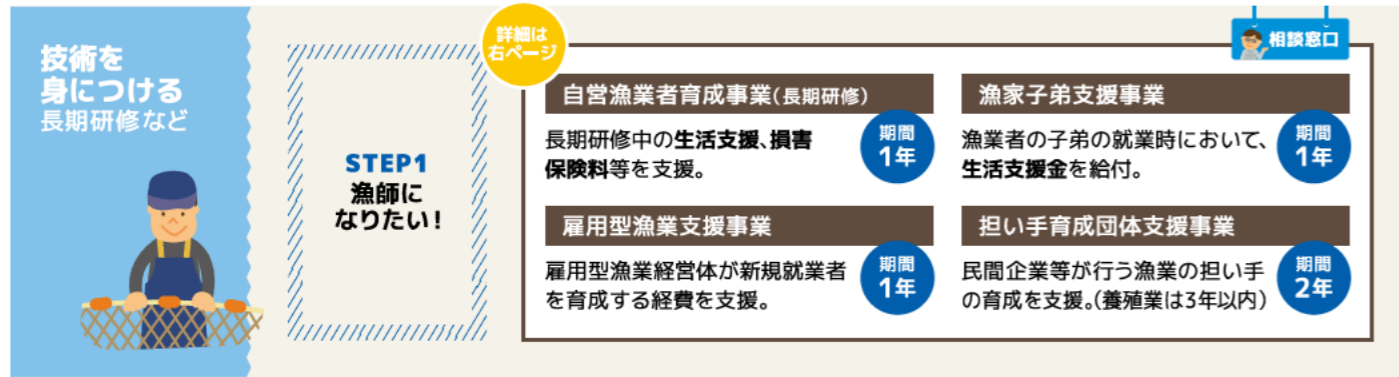 技術を
身につける
長期研修など
STEP1
漁師に
なりたい！
詳細は
右ページ
相談窓口
自営漁業者育成事業(長期研修)
長期研修中の生活支援、損害
保険料等を支援。
期間
1年
漁家子弟支援事業
漁業者の子弟の就業時において、
生活支援金を給付。
期間
1年
雇用型漁業支援事業
雇用型漁業経営体が新規就業者
を育成する経費を支援。
期間
1年
担い手育成団体支援事業
民間企業等が行う漁業の担い手
の育成を支援。(養殖業は3年以内)
期間
2年